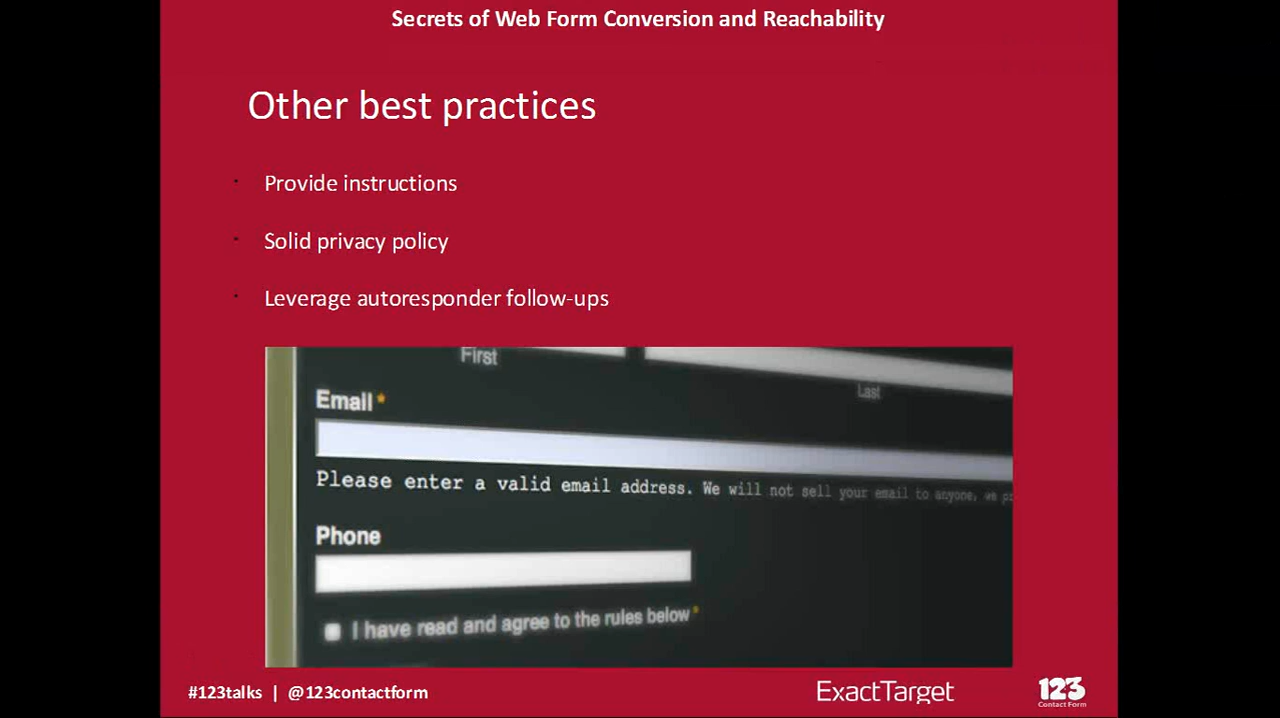 Secrets of Web Form Conversion and Reachability
Other best practices
· Provide instructions
· Solid privacy policy
· Leverage autoresponder follow-ups
First
Last
Email *
Please enter a valid email address. We will not sell your email to anyone, we
Phone
I have read and agree to the rules below *
#123talks | @123contactform
ExactTarget
123
Contact Form